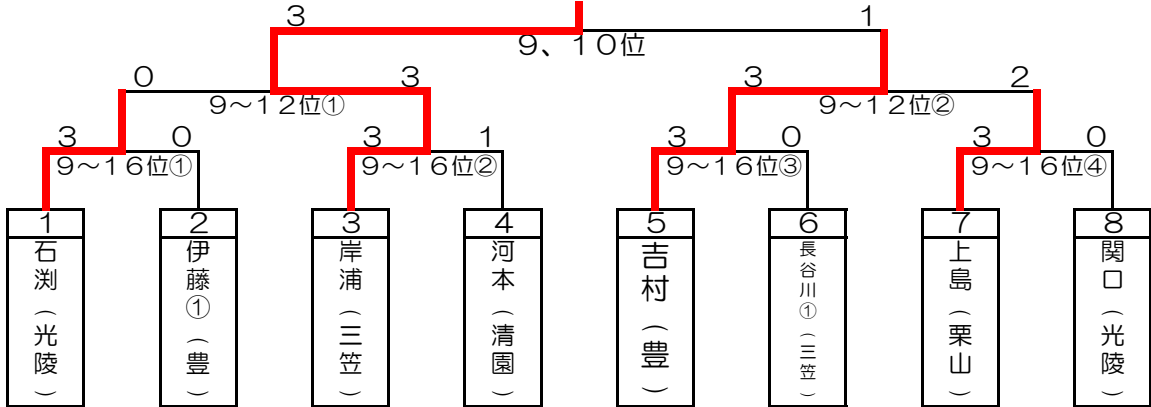 3 1
9、10位
0 3 3 2
9〜12位① 9〜12位②
3 0 3 1 3 0 3 0
9〜16位① 9〜16位② 9〜16位③ 9〜16位④
1 2 3 4 5 6 7 8
石渕(光陵)
伊藤①(豊)
岸浦(三笠)
河本(清園)
吉村(豊)
長谷川①(三笠)
上島(栗山)
関口(光陵)